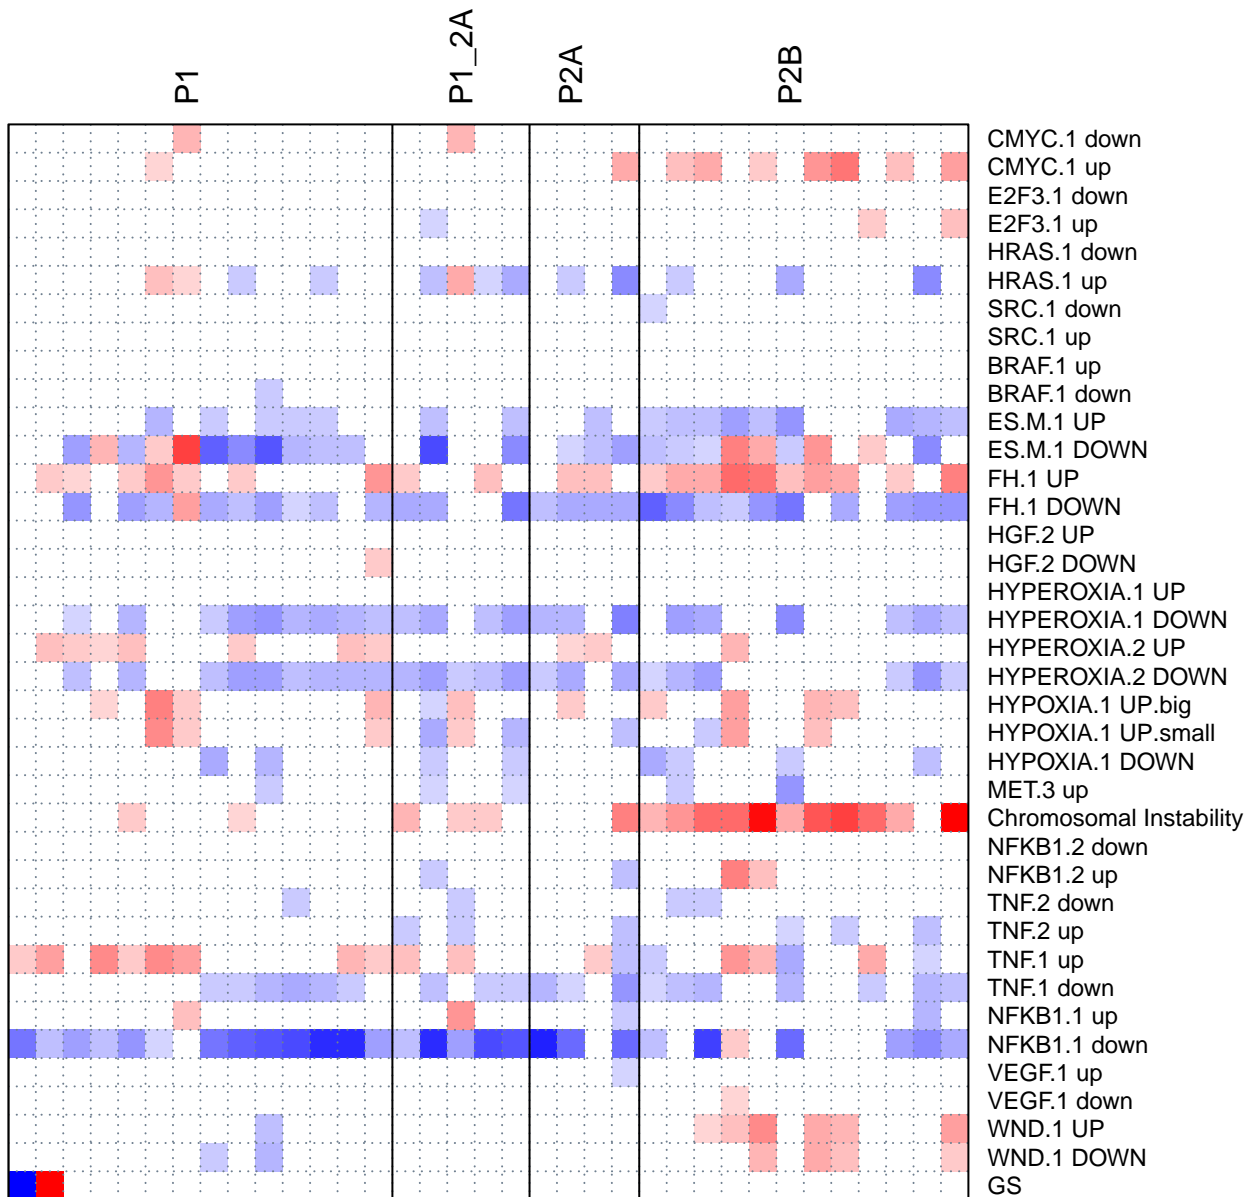 P1
P1_2A
P2A
P2B
CMYC.1 down
CMYC.1 up
E2F3.1 down
E2F3.1 up
HRAS.1 down
HRAS.1 up
SRC.1 down
SRC.1 up
BRAF.1 up
BRAF.1 down
ES.M.1 UP
ES.M.1 DOWN
FH.1 UP
FH.1 DOWN
HGF.2 UP
HGF.2 DOWN
HYPEROXIA.1 UP
HYPEROXIA.1 DOWN
HYPEROXIA.2 UP
HYPEROXIA.2 DOWN
HYPOXIA.1 UP.big
HYPOXIA.1 UP.small
HYPOXIA.1 DOWN
MET.3 up
Chromosomal Instability
NFKB1.2 down
NFKB1.2 up
TNF.2 down
TNF.2 up
TNF.1 up
TNF.1 down
NFKB1.1 up
NFKB1.1 down
VEGF.1 up
VEGF.1 down
WND.1 UP
WND.1 DOWN
GS